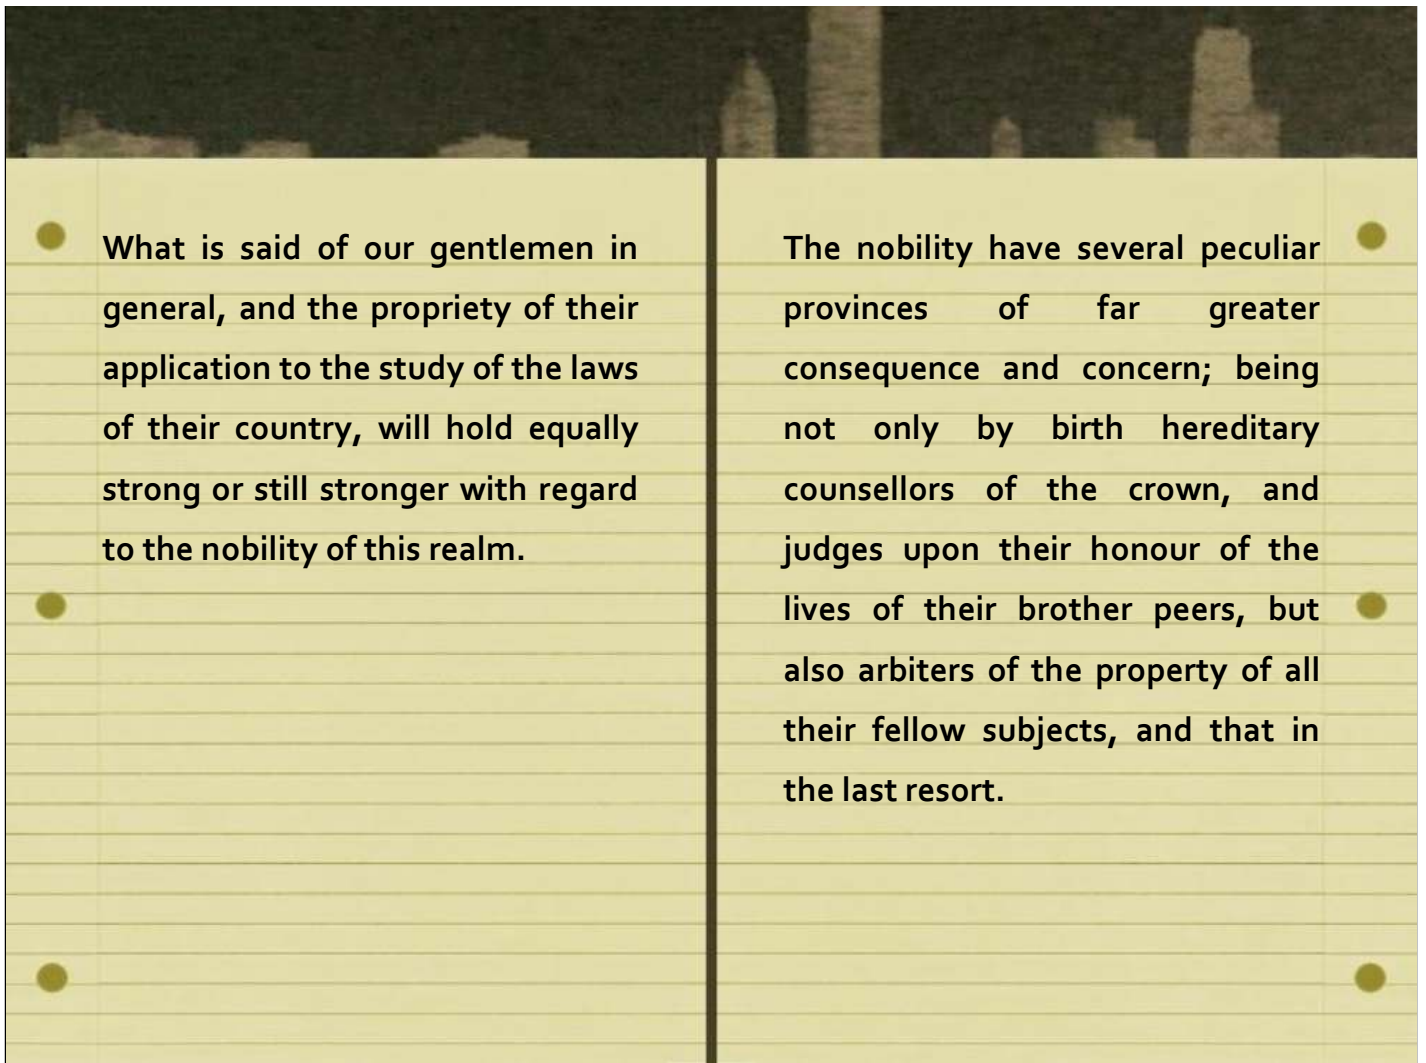 What is said of our gentlemen in
general, and the propriety of their
application to the study of the laws
of their country, will hold equally
strong or still stronger with regard
to the nobility of this realm.
The nobility have several peculiar
provinces of far greater
consequence and concern; being
not only by birth hereditary
counsellors of the crown, and
judges upon their honour of the
lives of their brother peers, but
also arbiters of the property of all
their fellow subjects, and that in
the last resort.